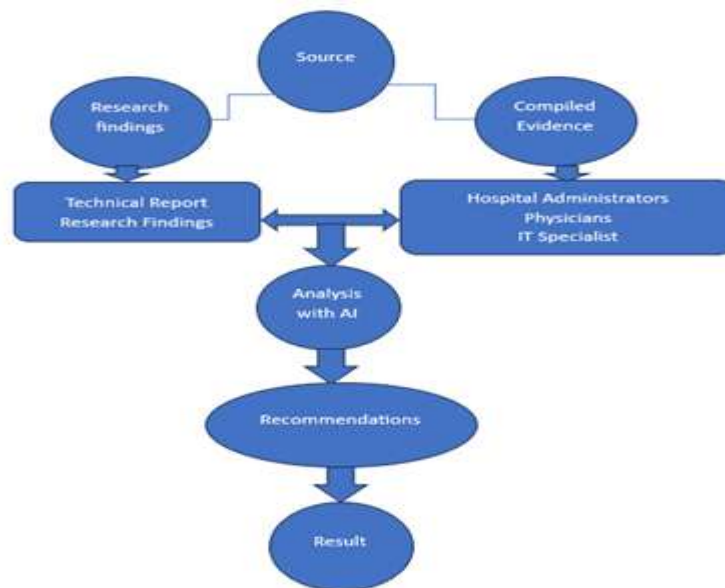 Source
Research
findings
Compiled
Evidence
Technical Report
Research Findings
Hospital Administrators
Physicians
IT Specialist
Analysis
with AI
Recommendations
Result